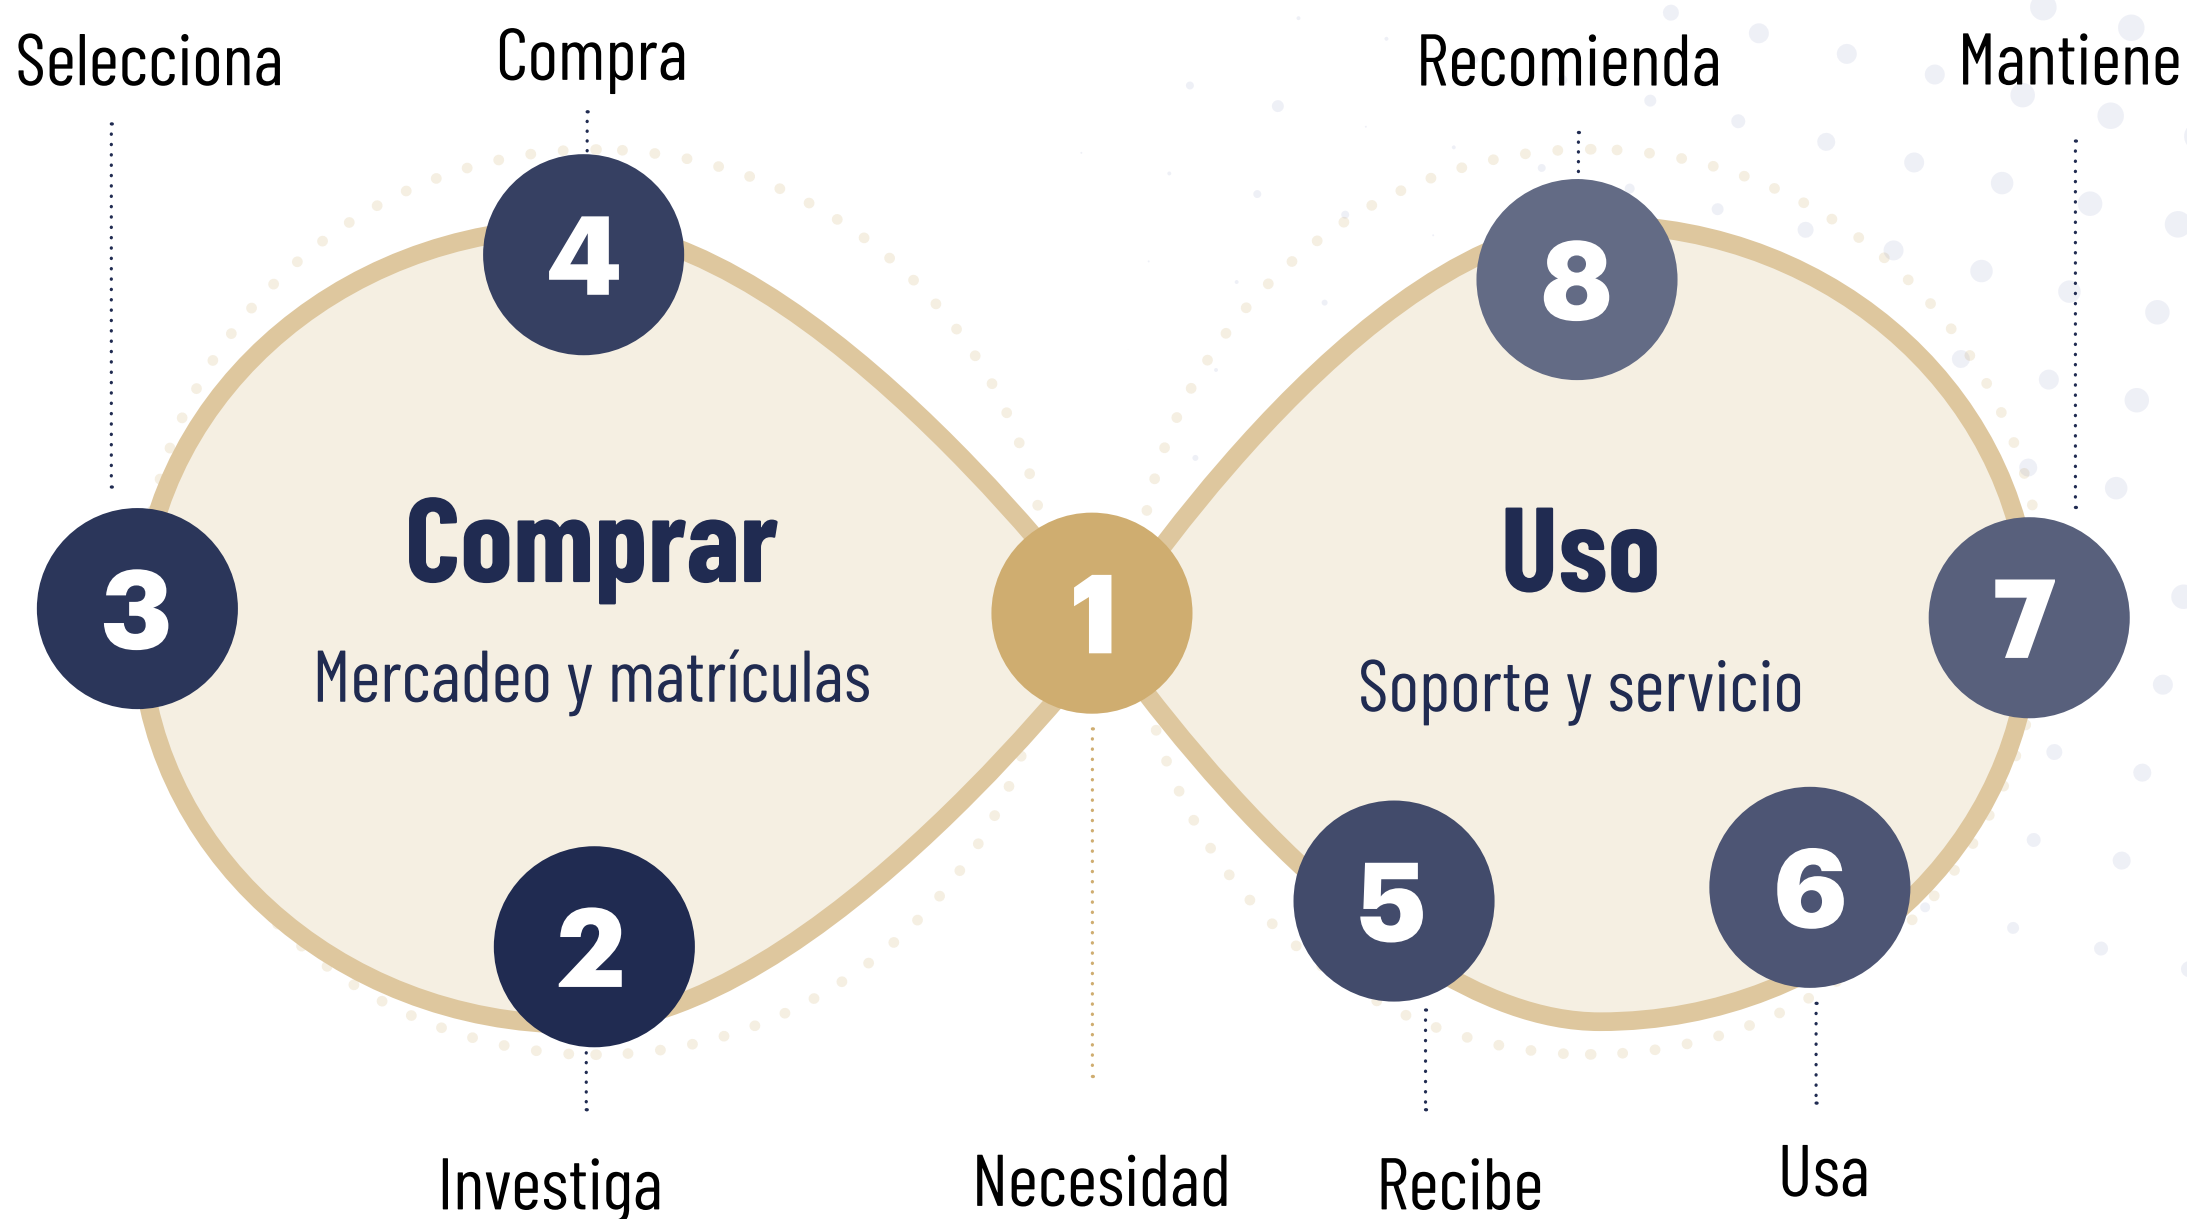 Selecciona
Compra
Recomienda
Mantiene
4
8
Comprar
Uso
3
1
7
Mercadeo y matrículas
Soporte y servicio
2
5
6
Investiga
Necesidad
Recibe
Usa